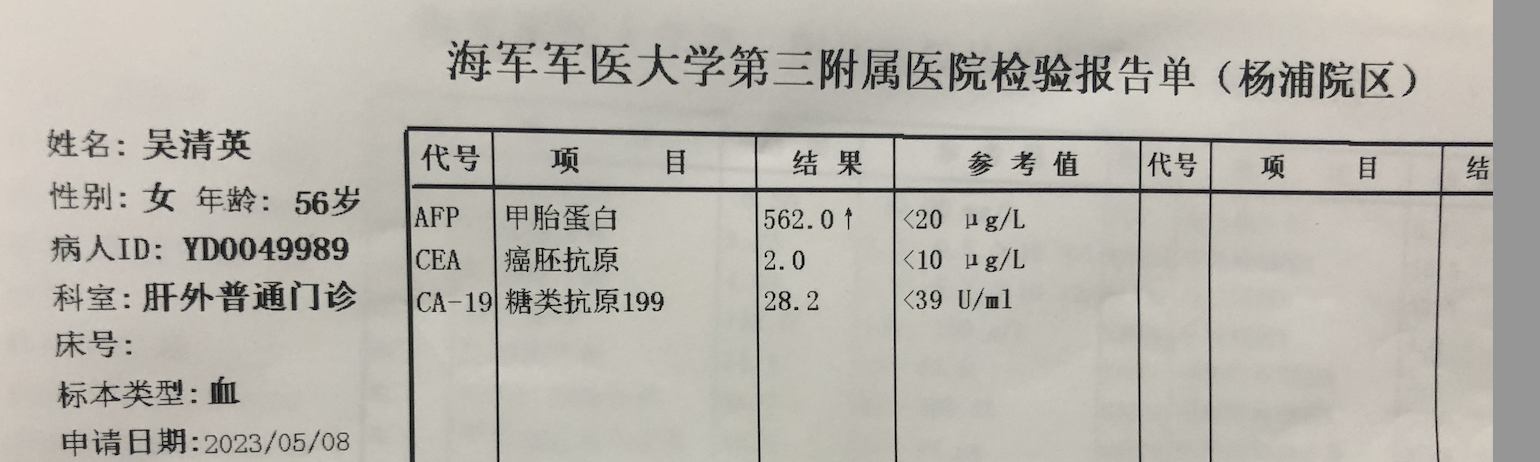 海军军医大学第三附属医院检验报告单（杨浦院区）
姓名：吴清英
性别：女 年龄：56岁
病人ID：YD0049989
科室：肝外普通门诊
床号：
标本类型：血
申请日期：2023/05/08
代号 项目 结果 参考值 代号 项目 结
AFP 甲胎蛋白 562.0↑ <20 μg/L
CEA 癌胚抗原 2.0 <10 μg/L
CA-19 糖类抗原199 28.2 <39 U/ml